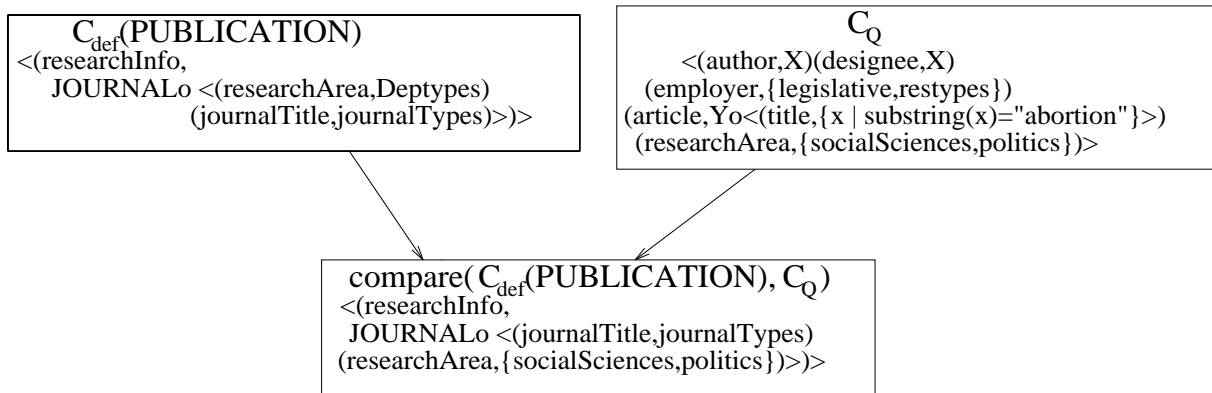 C_def(PUBLICATION)
<(researchInfo,
JOURNALo <(researchArea,Deptypes)
(journalTitle,journalTypes)>)>
C_Q
<(author,X)(designee,X)
(employer,{legislative,restypes})
(article,Yo<(title,{x | substring(x)="abortion"}>)
(researchArea,{socialSciences,politics})>
compare( C_def(PUBLICATION), C_Q)
<(researchInfo,
JOURNALo <(journalTitle,journalTypes)
(researchArea,{socialSciences,politics})>)>